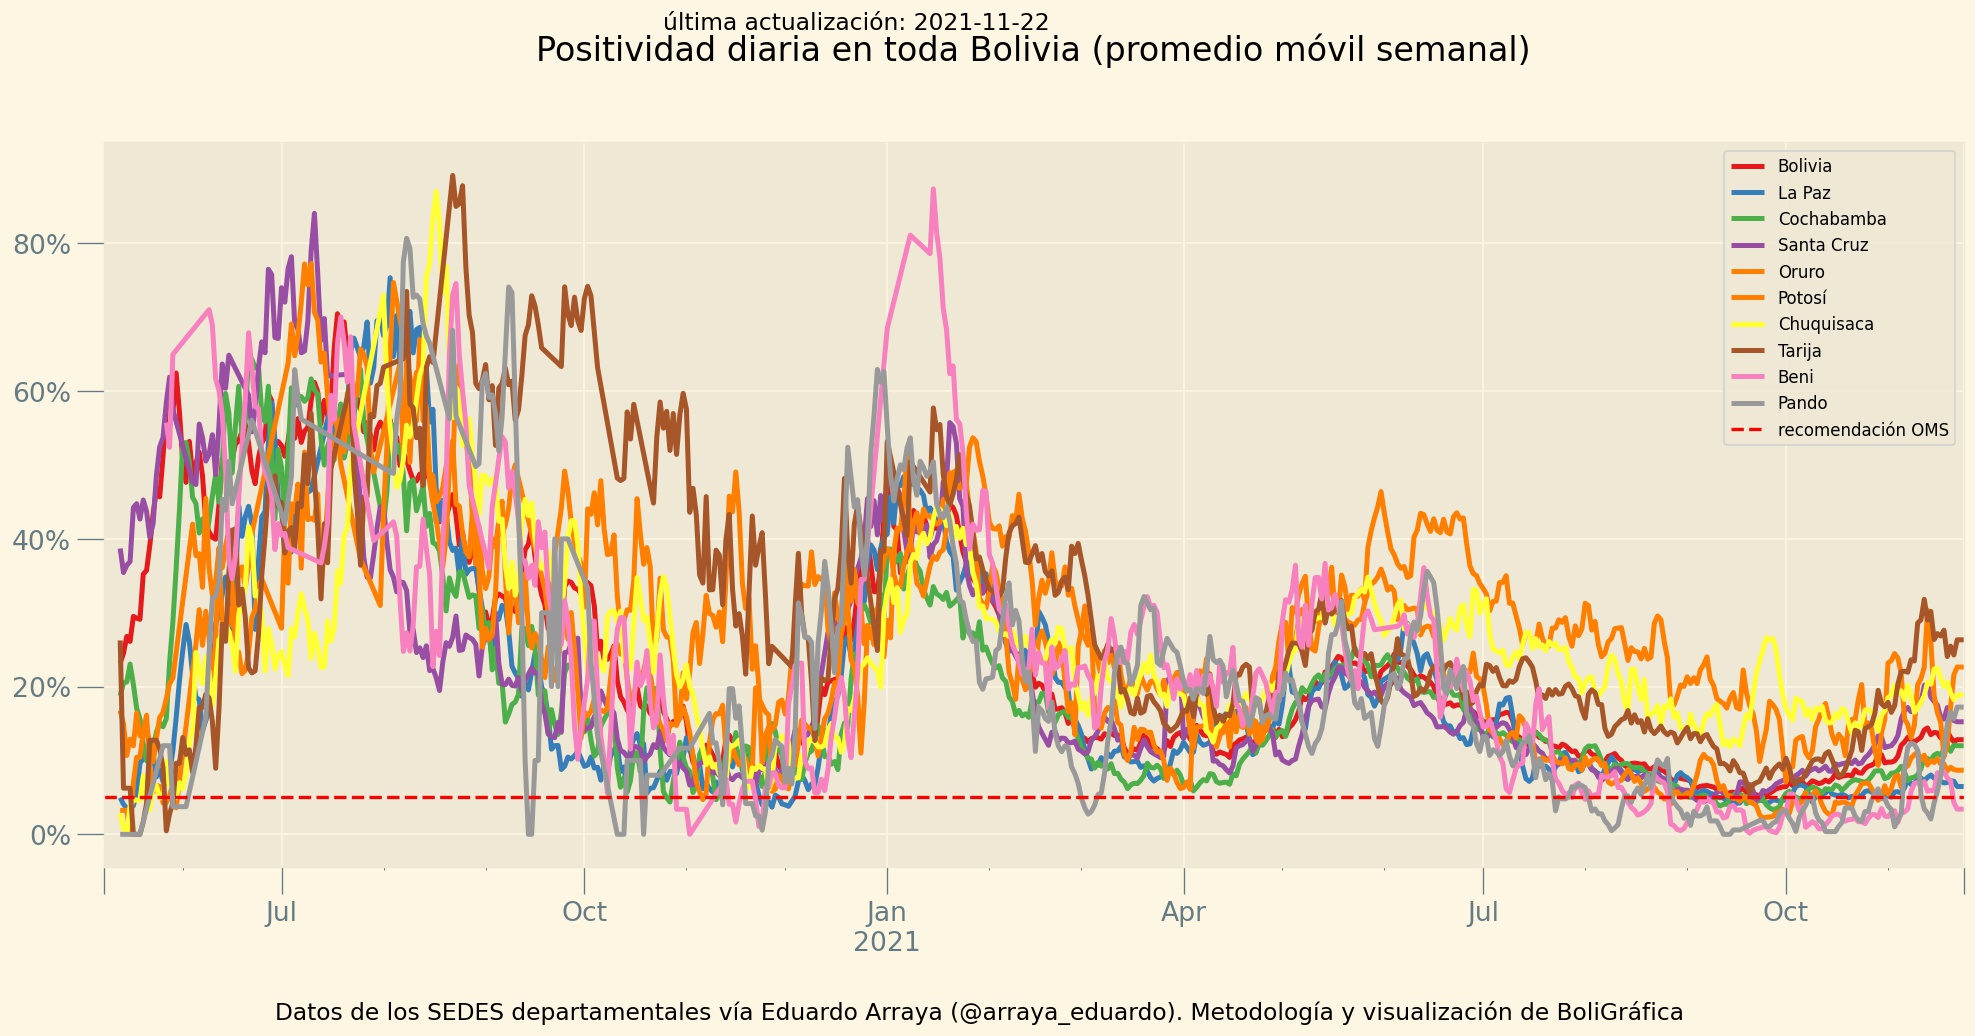 última actualización: 2021-11-22
Positividad diaria en toda Bolivia (promedio móvil semanal)
80%
60%
40%
20%
0%
Bolivia
La Paz
Cochabamba
Santa Cruz
Oruro
Potosí
Chuquisaca
Tarija
Beni
Pando
recomendación OMS
Jul
Oct
Jan
2021
Apr
Jul
Oct
Datos de los SEDES departamentales vía Eduardo Arraya (@arraya_eduardo). Metodología y visualización de BoliGráfica